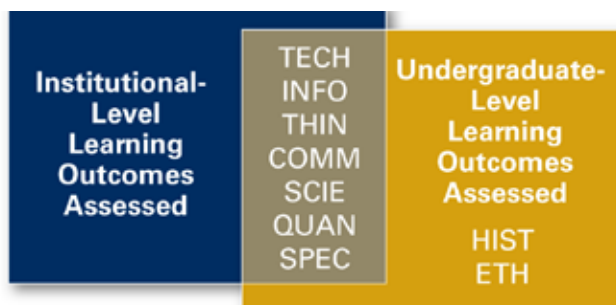 Institutional-
Level
Learning
Outcomes
Assessed
TECH
INFO
THIN
COMM
SCIE
QUAN
SPEC
Undergraduate-
Level
Learning
Outcomes
Assessed
HIST
ETH